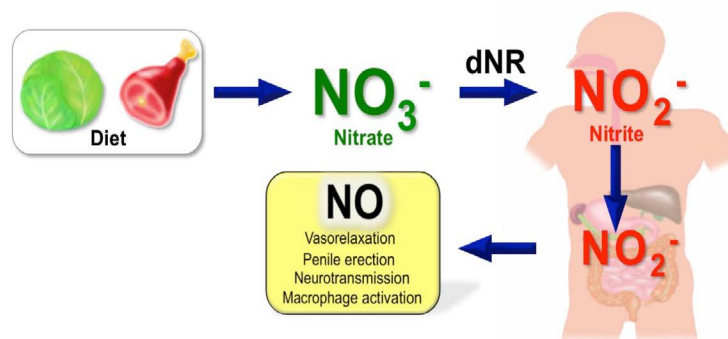 Diet
NO₃⁻
Nitrate
dNR
NO₂⁻
Nitrite
NO₂⁻
NO
Vasorelaxation
Penile erection
Neurotransmission
Macrophage activation